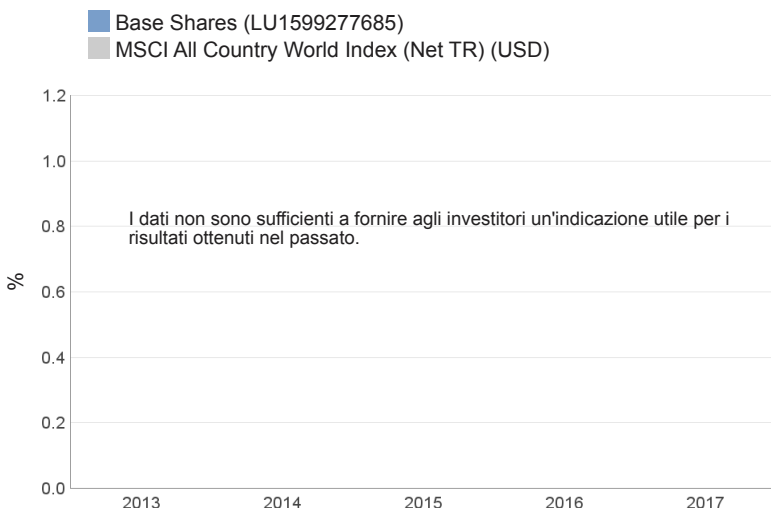 Base Shares (LU1599277685)
MSCI All Country World Index (Net TR) (USD)
1.2
1.0
I dati non sono sufficienti a fornire agli investitori un'indicazione utile per i
0.8
risultati ottenuti nel passato.
%
0.6
0.4
0.2
0.0
2013 2014 2015 2016 2017